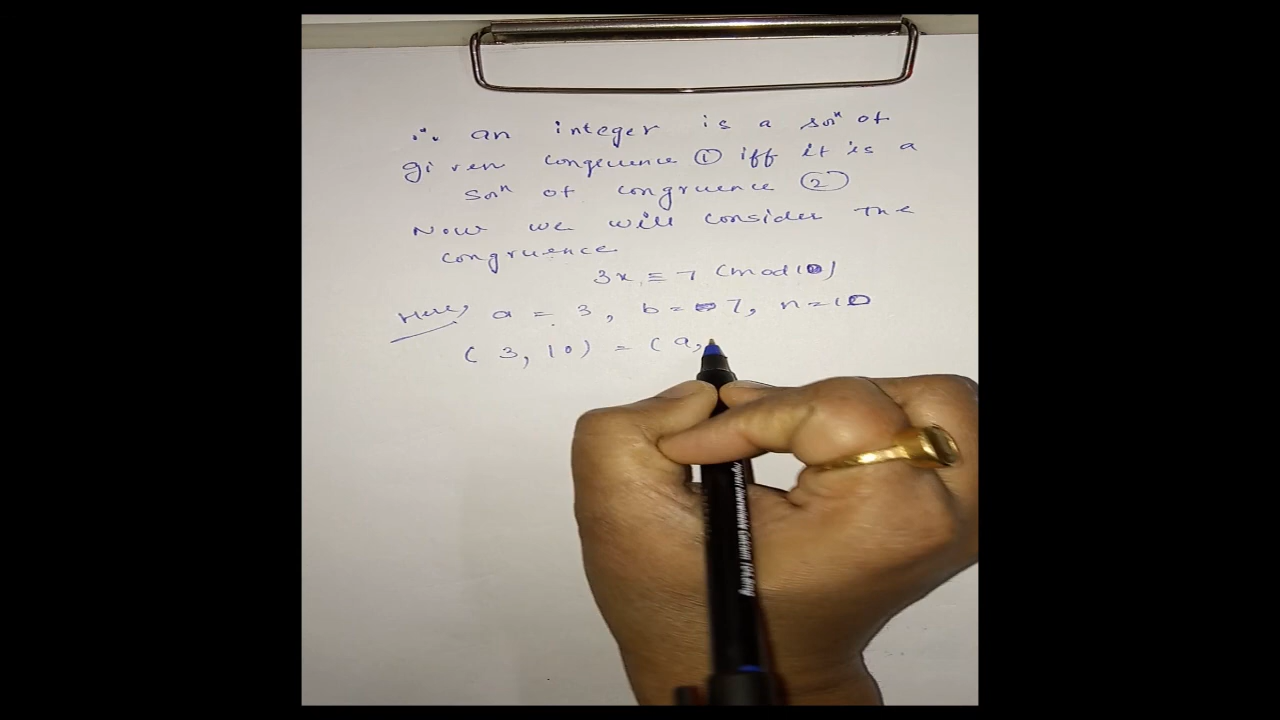 ∴ an integer is a solⁿ of
given congruence ① iff it is a
solⁿ of congruence ②
Now we will consider the
congruence
3x ≡ 7 (mod 10)
Here, a = 3, b = 7, n = 10
(3, 10) = (a,